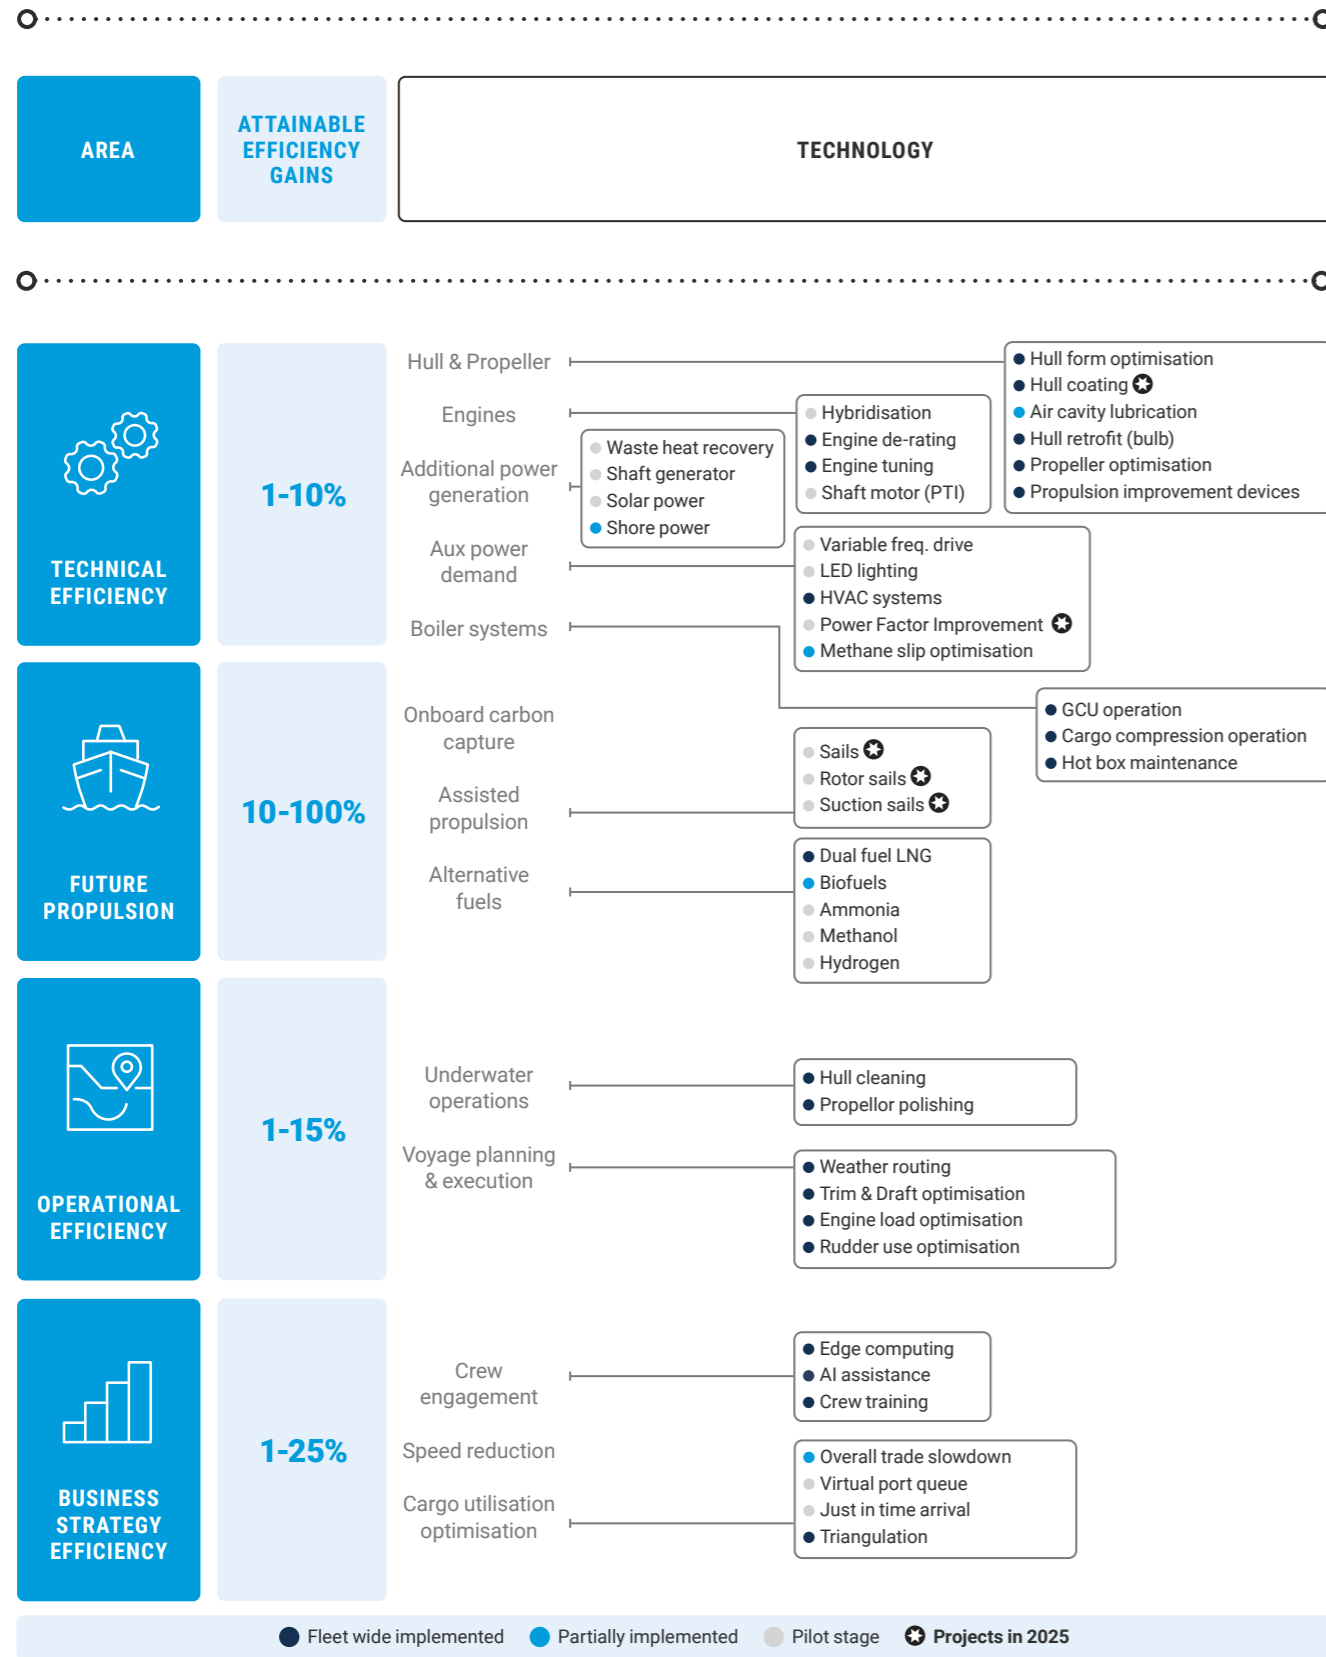 AREA
ATTAINABLE
EFFICIENCY
GAINS
TECHNOLOGY
TECHNICAL
EFFICIENCY
1-10%
Hull & Propeller
Hull form optimisation
Hull coating
Air cavity lubrication
Hull retrofit (bulb)
Propeller optimisation
Propulsion improvement devices
Engines
Hybridisation
Engine de-rating
Engine tuning
Shaft motor (PTI)
Additional power
generation
Waste heat recovery
Shaft generator
Solar power
Shore power
Aux power
demand
Variable freq. drive
LED lighting
HVAC systems
Power Factor Improvement
Methane slip optimisation
Boiler systems
GCU operation
Cargo compression operation
Hot box maintenance
FUTURE
PROPULSION
10-100%
Onboard carbon
capture
Assisted
propulsion
Sails
Rotor sails
Suction sails
Alternative
fuels
Dual fuel LNG
Biofuels
Ammonia
Methanol
Hydrogen
OPERATIONAL
EFFICIENCY
1-15%
Underwater
operations
Hull cleaning
Propellor polishing
Voyage planning
& execution
Weather routing
Trim & Draft optimisation
Engine load optimisation
Rudder use optimisation
BUSINESS
STRATEGY
EFFICIENCY
1-25%
Crew
engagement
Edge computing
AI assistance
Crew training
Speed reduction
Cargo utilisation
optimisation
Overall trade slowdown
Virtual port queue
Just in time arrival
Triangulation
Fleet wide implemented
Partially implemented
Pilot stage
Projects in 2025